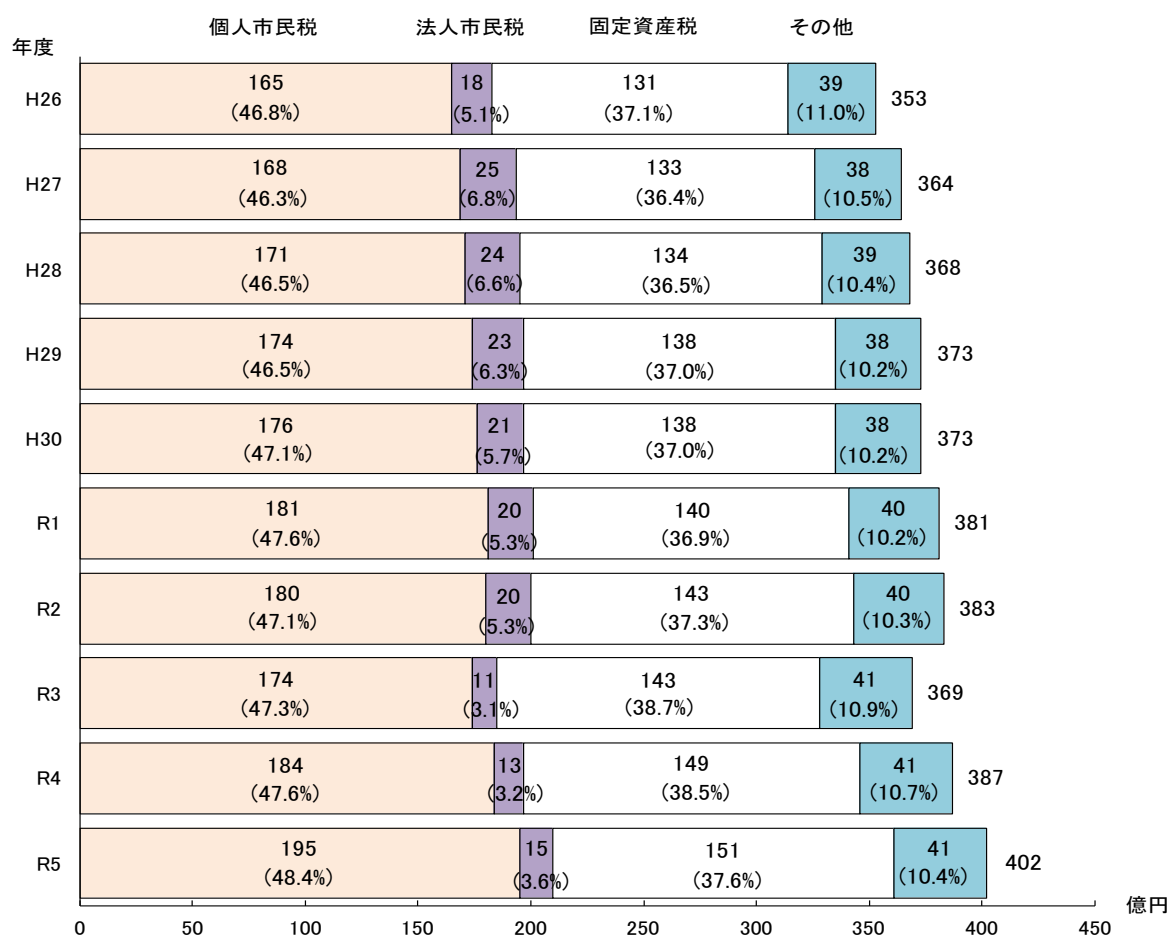 個人市民税 法人市民税 固定資産税 その他
年度
H26 165 18 131 39 353
(46.8%) (5.1%) (37.1%) (11.0%)
H27 168 25 133 38 364
(46.3%) (6.8%) (36.4%) (10.5%)
H28 171 24 134 39 368
(46.5%) (6.6%) (36.5%) (10.4%)
H29 174 23 138 38 373
(46.5%) (6.3%) (37.0%) (10.2%)
H30 176 21 138 38 373
(47.1%) (5.7%) (37.0%) (10.2%)
R1 181 20 140 40 381
(47.6%) (5.3%) (36.9%) (10.2%)
R2 180 20 143 40 383
(47.1%) (5.3%) (37.3%) (10.3%)
R3 174 11 143 41 369
(47.3%) (3.1%) (38.7%) (10.9%)
R4 184 13 149 41 387
(47.6%) (3.2%) (38.5%) (10.7%)
R5 195 15 151 41 402
(48.4%) (3.6%) (37.6%) (10.4%)
億円
0 50 100 150 200 250 300 350 400 450